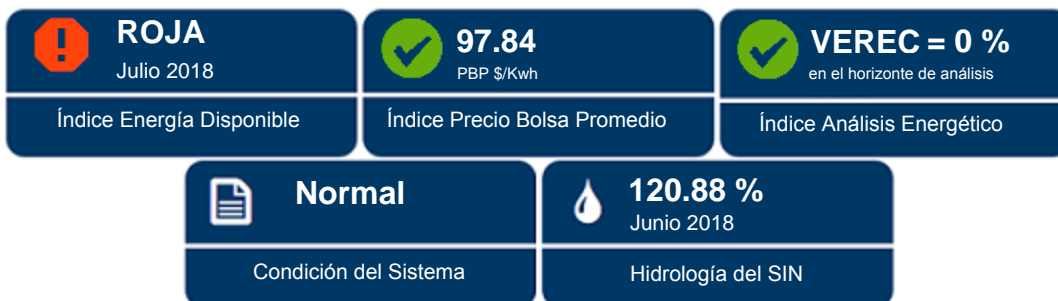 ROJA
Julio 2018
Índice Energía Disponible
97.84
PBP $/Kwh
Índice Precio Bolsa Promedio
VEREC = 0 %
en el horizonte de análisis
Índice Análisis Energético
Normal
Condición del Sistema
120.88 %
Junio 2018
Hidrología del SIN